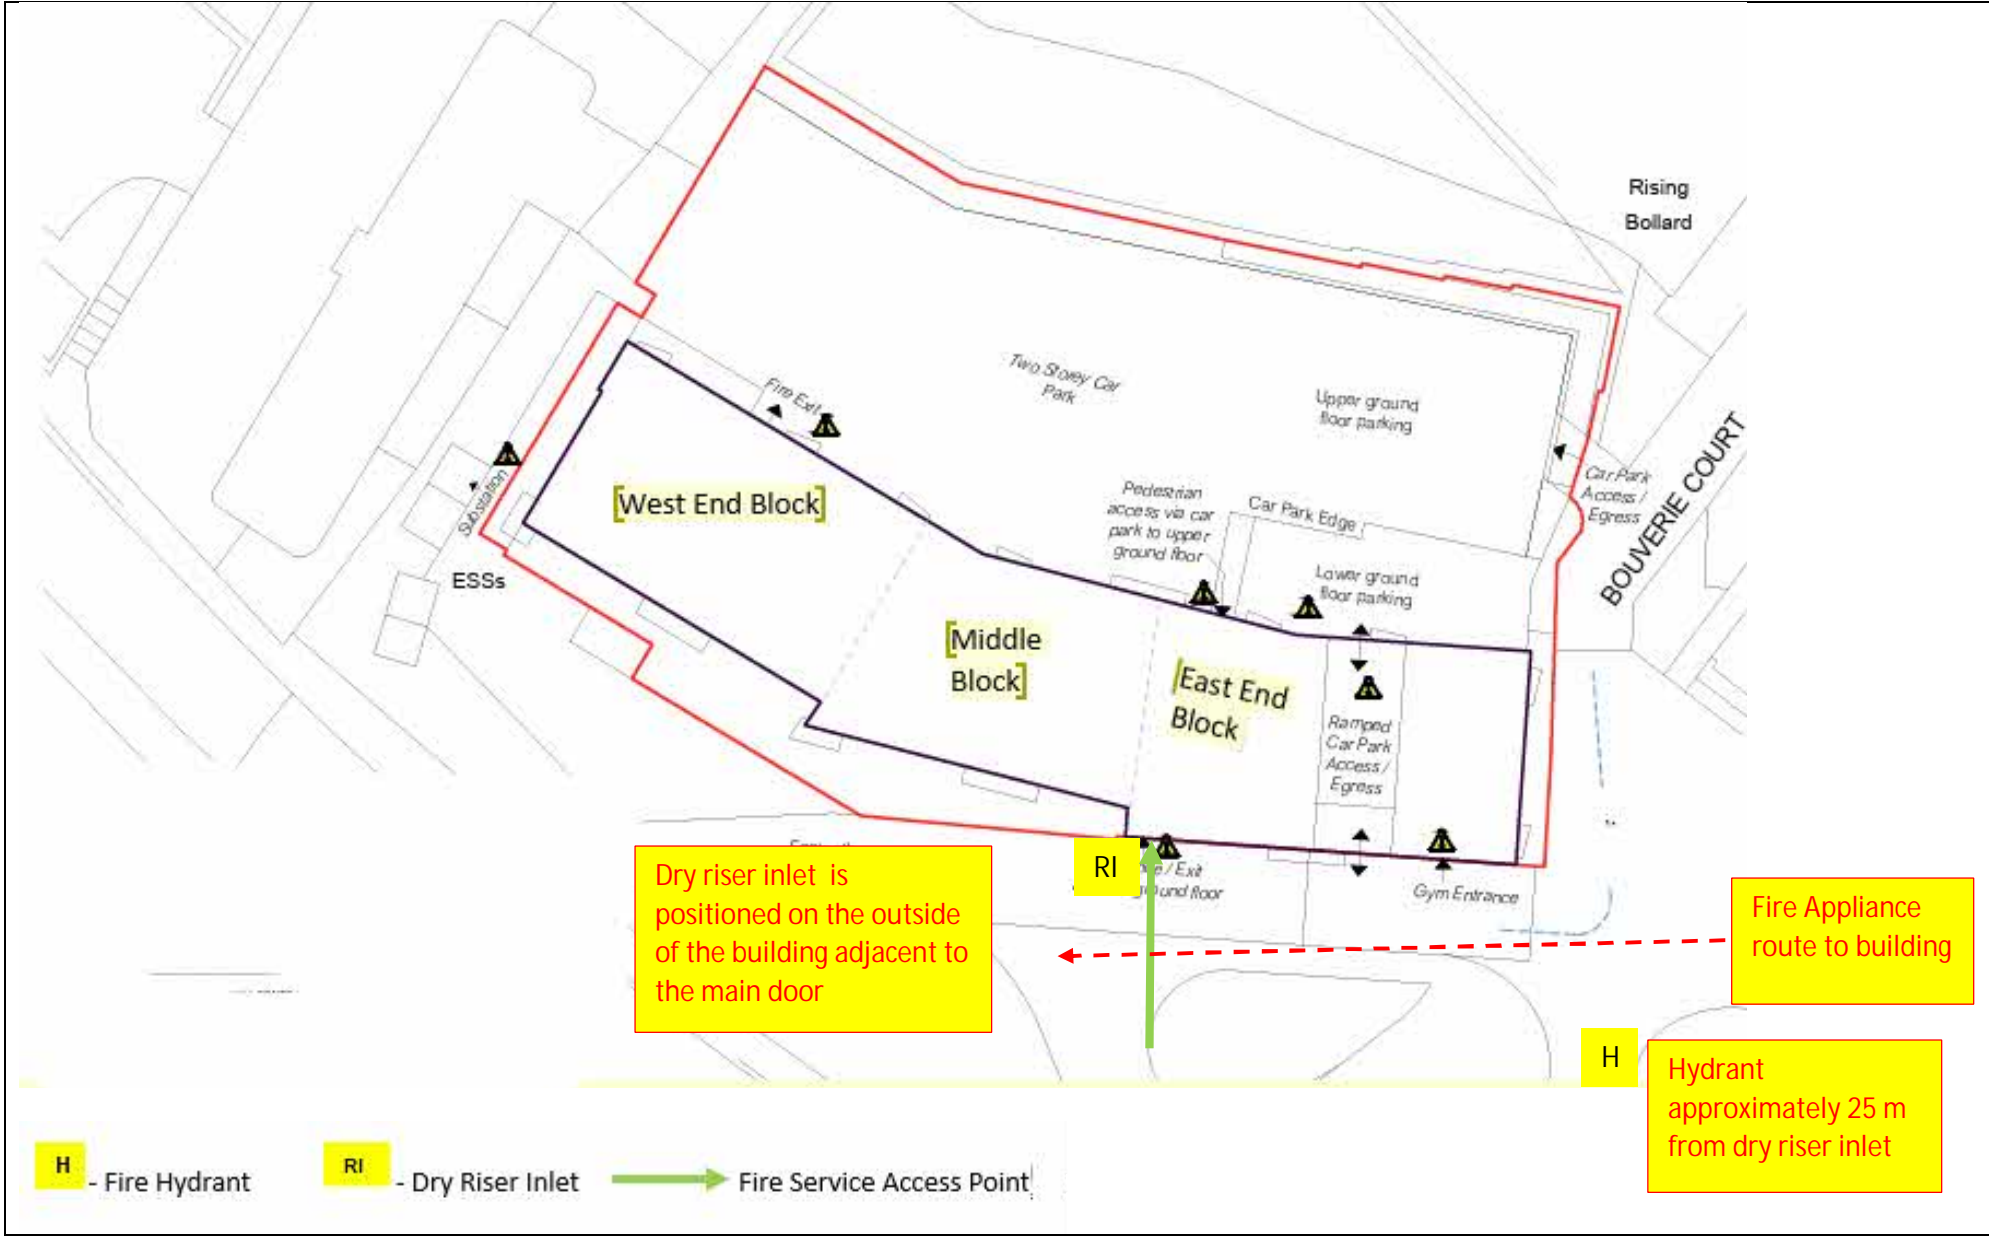 Rising
Bollard
Two Storey Car
Park
Fire Exit
Upper ground
floor parking
BOUVERIE COURT
Car Park
Access /
Egress
Pedestrian
access via car
park to upper
ground floor
Car Park Edge
[West End Block]
Substation
ESSs
Lower ground
floor parking
[Middle
Block]
[East End
Block
Ramped
Car Park
Access /
Egress
RI
/ Exit
ground floor
Gym Entrance
Dry riser inlet is
positioned on the outside
of the building adjacent to
the main door
Fire Appliance
route to building
H
Hydrant
approximately 25 m
from dry riser inlet
H - Fire Hydrant
RI - Dry Riser Inlet
Fire Service Access Point